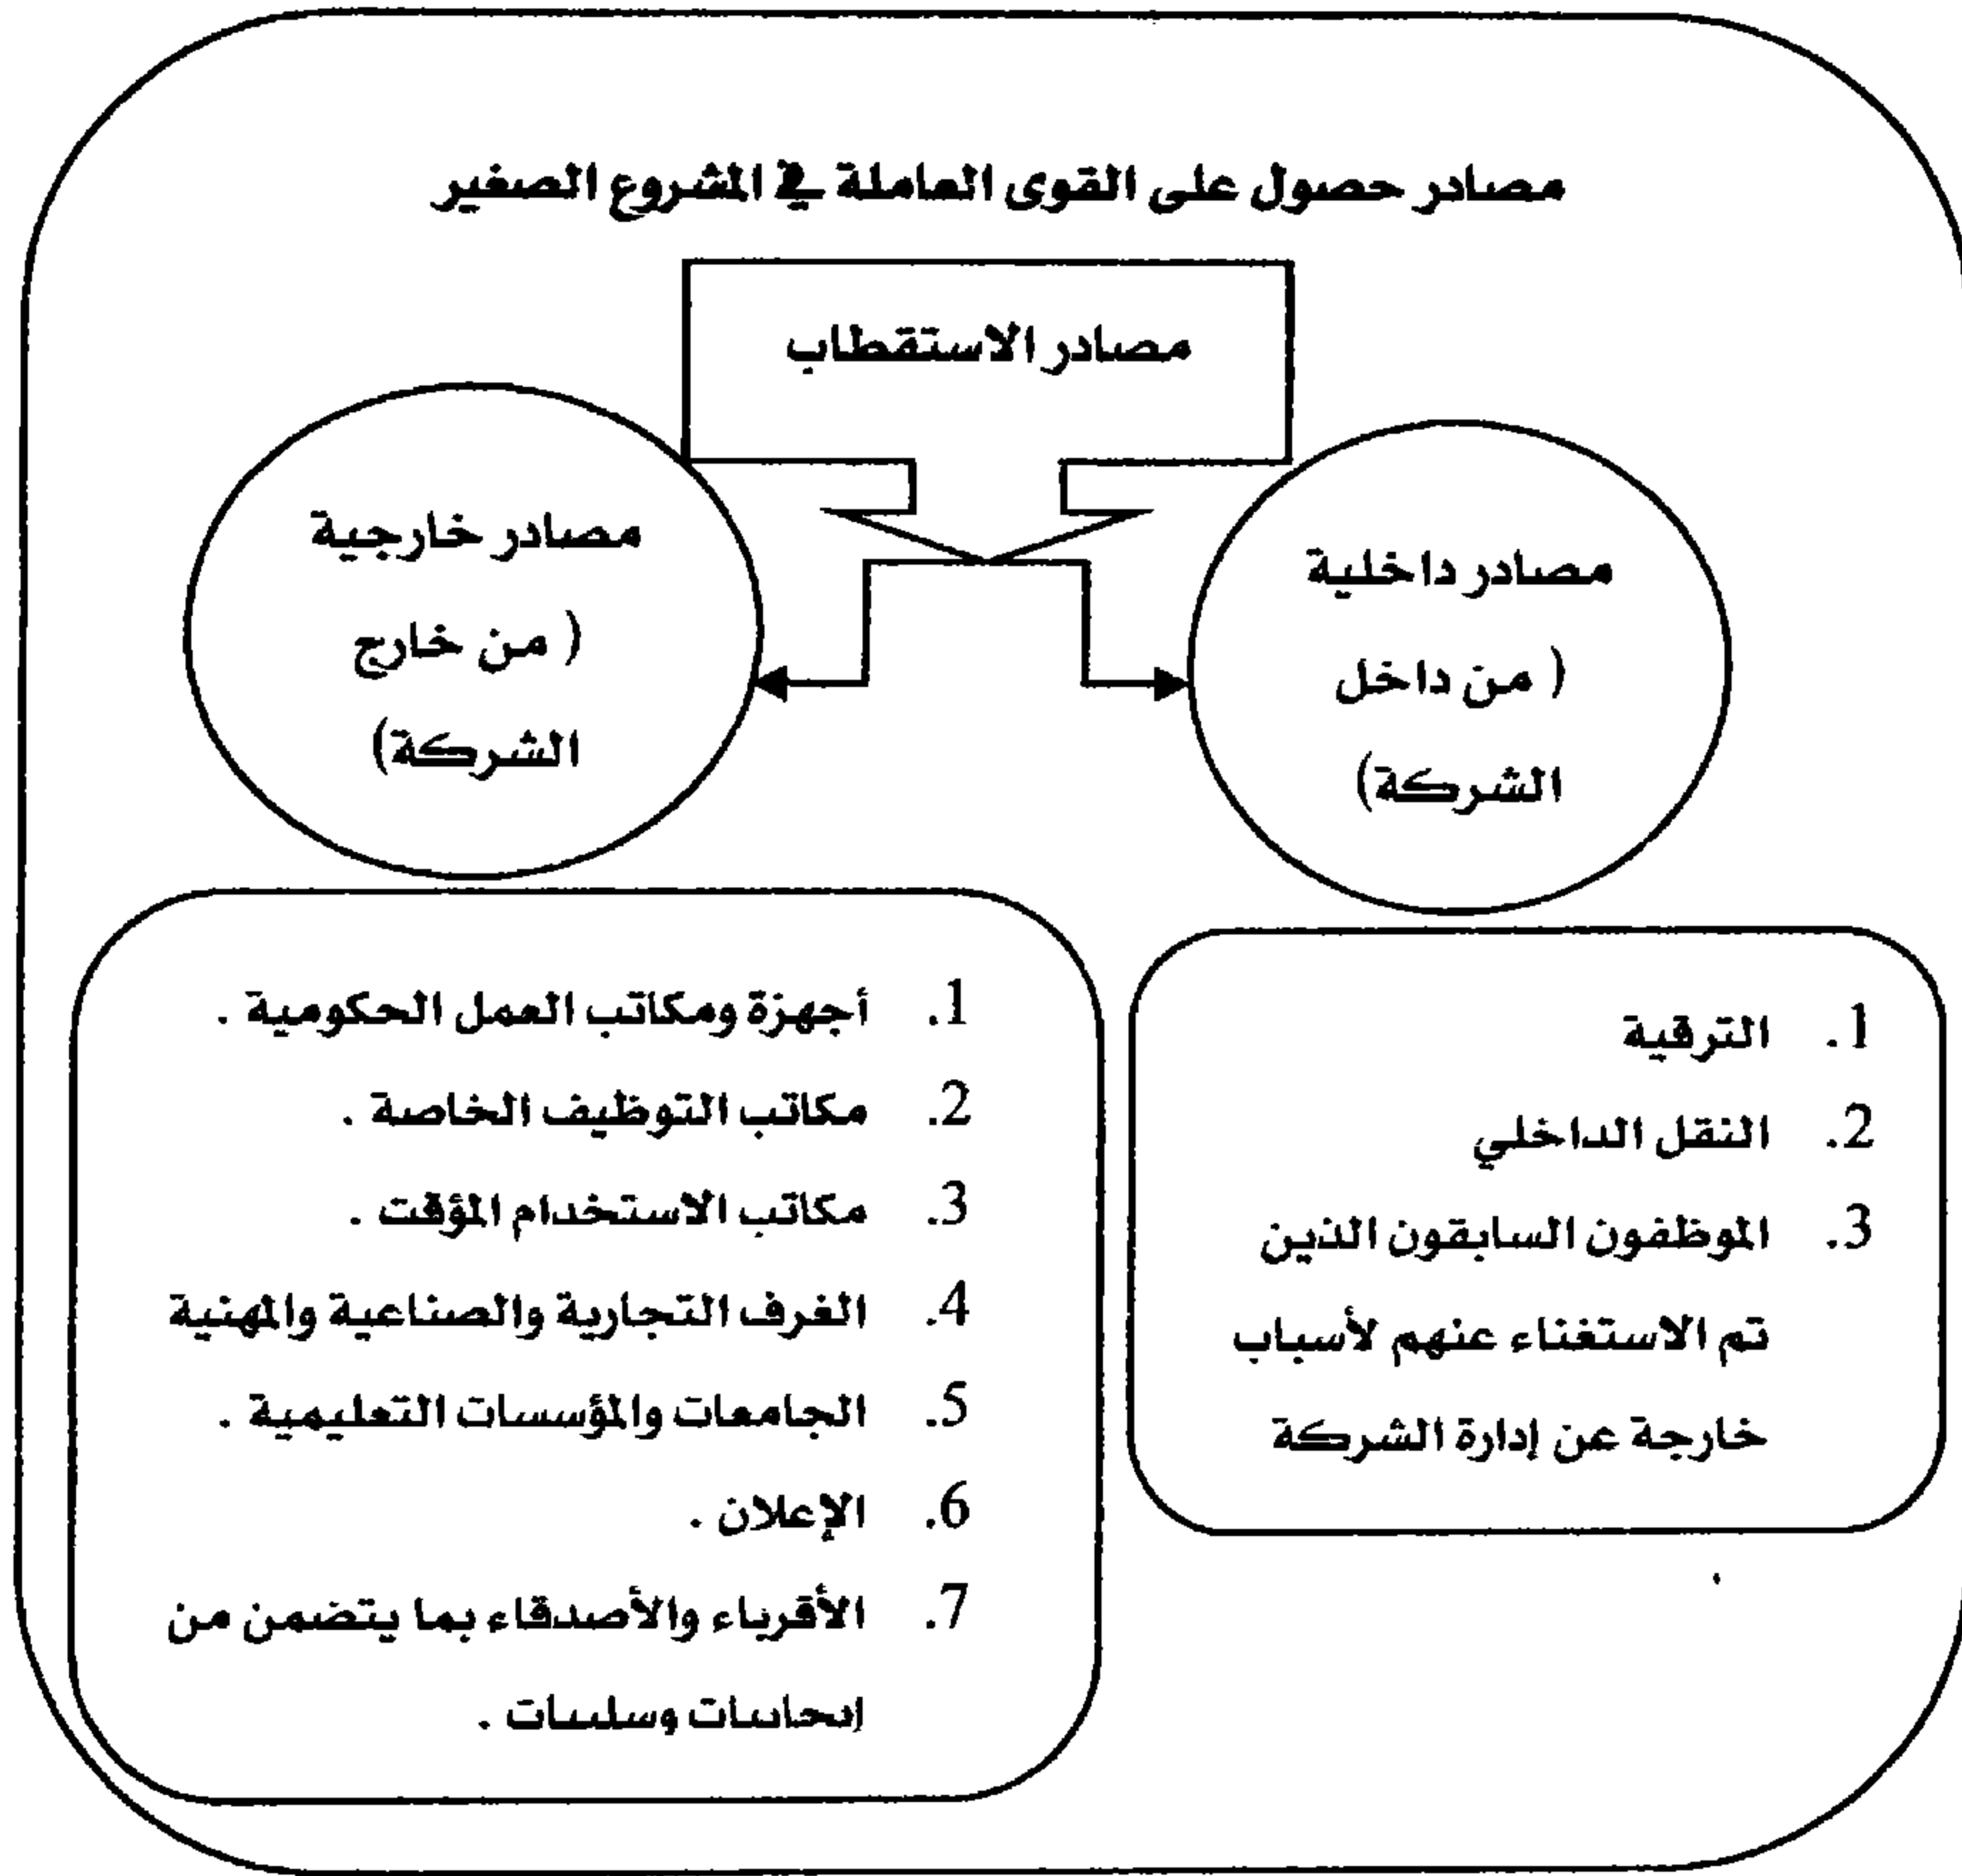 مصادر حصول على القوى العاملة في المشروع الصغير
مصادر الاستقطاب
مصادر داخلية
( من داخل
الشركة)
مصادر خارجية
( من خارج
الشركة)
1. الترقية
2. النقل الداخلي
3. الموظفون السابقون الذين
تم الاستغناء عنهم لأسباب
خارجة عن إدارة الشركة
1. أجهزة ومكاتب العمل الحكومية .
2. مكاتب التوظيف الخاصة .
3. مكاتب الاستخدام المؤقت .
4. الغرف التجارية والصناعية والمهنية
5. الجامعات والمؤسسات التعليمية .
6. الإعلان .
7. الأقرباء والأصدقاء بما يتضمن من
إيجابيات وسلبيات .